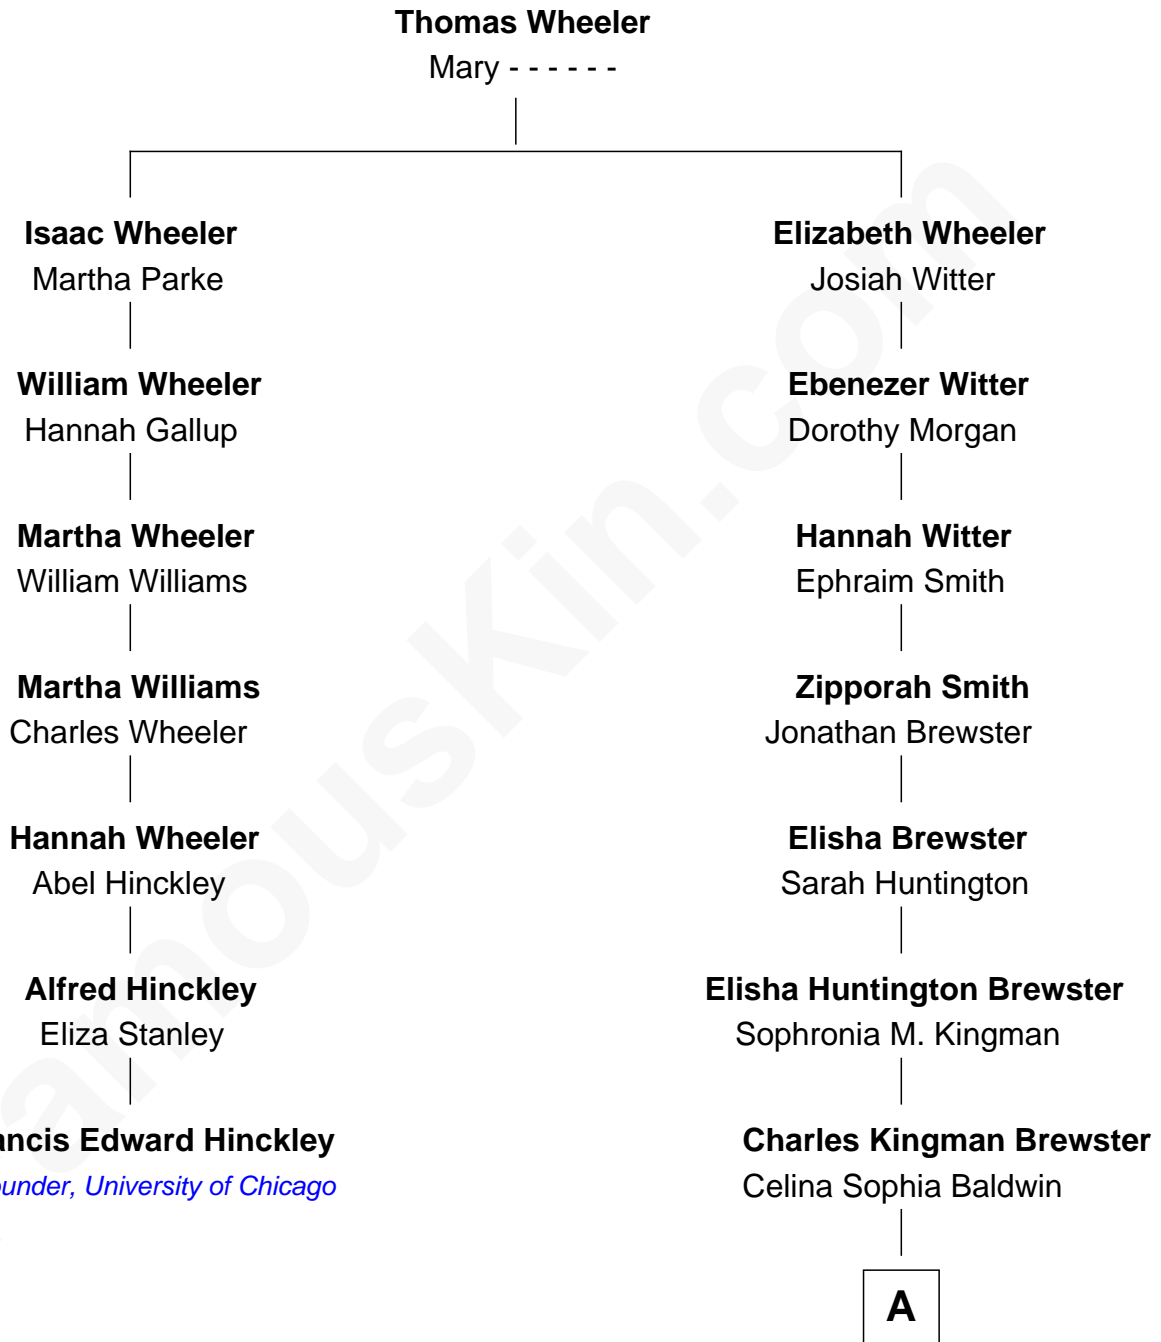 Thomas Wheeler
Mary - - - - - -
Isaac Wheeler
Martha Parke
Elizabeth Wheeler
Josiah Witter
William Wheeler
Hannah Gallup
Ebenezer Witter
Dorothy Morgan
Martha Wheeler
William Williams
Hannah Witter
Ephraim Smith
Martha Williams
Charles Wheeler
Zipporah Smith
Jonathan Brewster
Hannah Wheeler
Abel Hinckley
Elisha Brewster
Sarah Huntington
Alfred Hinckley
Eliza Stanley
Elisha Huntington Brewster
Sophronia M. Kingman
ancis Edward Hinckley
ounder, University of Chicago
Charles Kingman Brewster
Celina Sophia Baldwin
A
amouskin.com